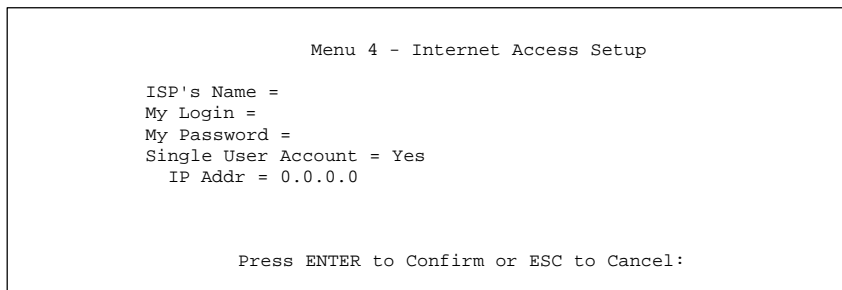 Menu 4 - Internet Access Setup
ISP's Name =
My Login =
My Password =
Single User Account = Yes
IP Addr = 0.0.0.0
Press ENTER to Confirm or ESC to Cancel: